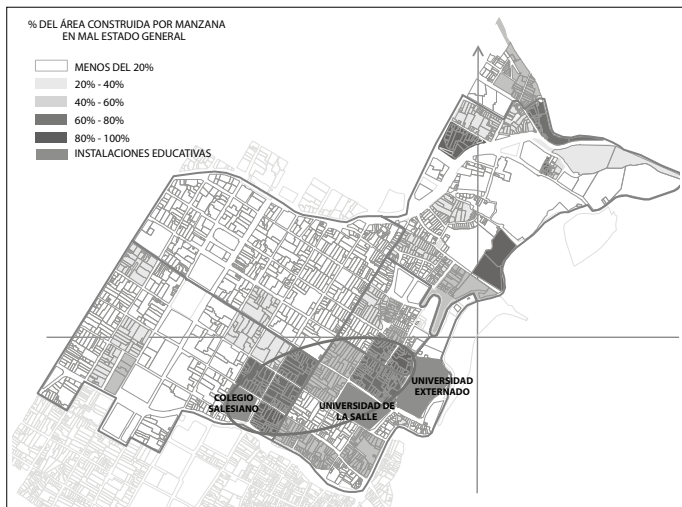 % DEL ÁREA CONSTRUIDA POR MANZANA
EN MAL ESTADO GENERAL
MENOS DEL 20%
20% - 40%
40% - 60%
60% - 80%
80% - 100%
INSTALACIONES EDUCATIVAS
UNIVERSIDAD
EXTERNADO
COLEGIO
SALESIANO
UNIVERSIDAD DE
LA SALLE